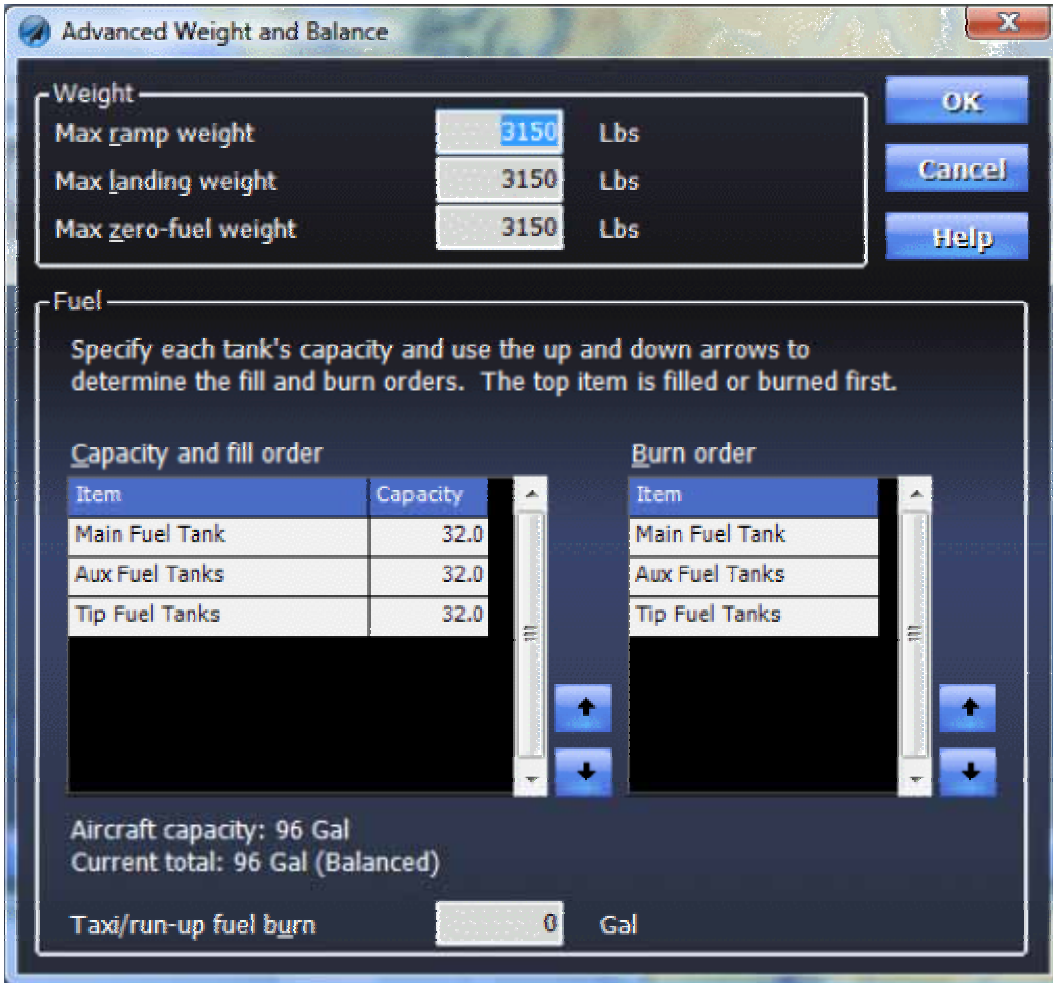 Advanced Weight and Balance
X
Weight
Max ramp weight 3150 Lbs
Max landing weight 3150 Lbs
Max zero-fuel weight 3150 Lbs
OK
Cancel
Help
Fuel
Specify each tank's capacity and use the up and down arrows to
determine the fill and burn orders. The top item is filled or burned first.
Capacity and fill order
Item Capacity
Main Fuel Tank 32.0
Aux Fuel Tanks 32.0
Tip Fuel Tanks 32.0
Burn order
Item
Main Fuel Tank
Aux Fuel Tanks
Tip Fuel Tanks
Aircraft capacity: 96 Gal
Current total: 96 Gal (Balanced)
Taxi/run-up fuel burn 0 Gal